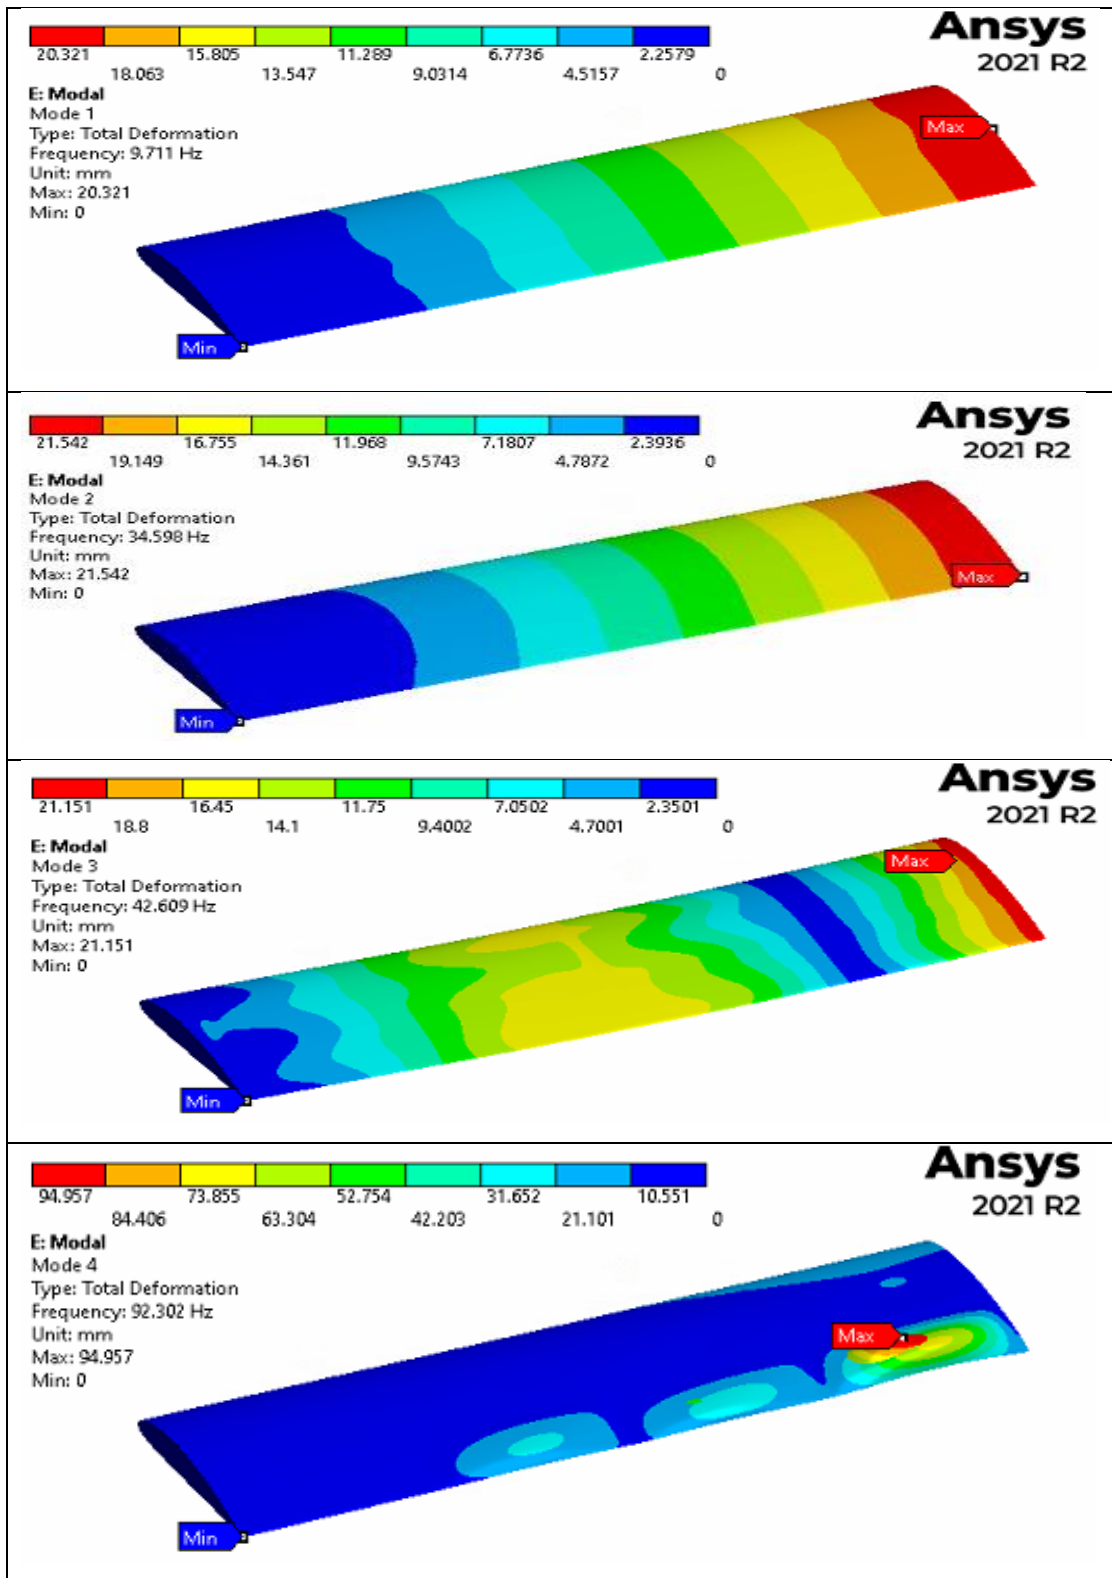 20.321 15.805 11.289 6.7736 2.2579
18.063 13.547 9.0314 4.5157 0
Ansys
2021 R2
E: Modal
Mode 1
Type: Total Deformation
Frequency: 9.711 Hz
Unit: mm
Max: 20.321
Min: 0
Max
Min
21.542 16.755 11.968 7.1807 2.3936
19.149 14.361 9.5743 4.7872 0
Ansys
2021 R2
E: Modal
Mode 2
Type: Total Deformation
Frequency: 34.598 Hz
Unit: mm
Max: 21.542
Min: 0
Max
Min
21.151 16.45 11.75 7.0502 2.3501
18.8 14.1 9.4002 4.7001 0
Ansys
2021 R2
E: Modal
Mode 3
Type: Total Deformation
Frequency: 42.609 Hz
Unit: mm
Max: 21.151
Min: 0
Max
Min
94.957 73.855 52.754 31.652 10.551
84.406 63.304 42.203 21.101 0
Ansys
2021 R2
E: Modal
Mode 4
Type: Total Deformation
Frequency: 92.302 Hz
Unit: mm
Max: 94.957
Min: 0
Max
Min